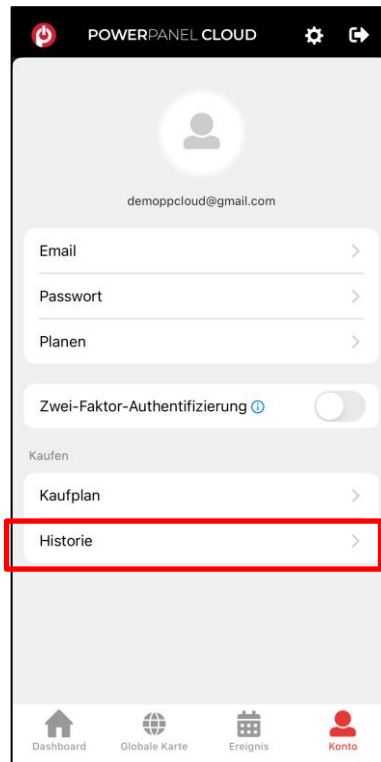 POWERPANEL CLOUD
demoppcloud@gmail.com
Email
Passwort
Planen
Zwei-Faktor-Authentifizierung
Kaufen
Kaufplan
Historie
Dashboard Globale Karte Ereignis Konto